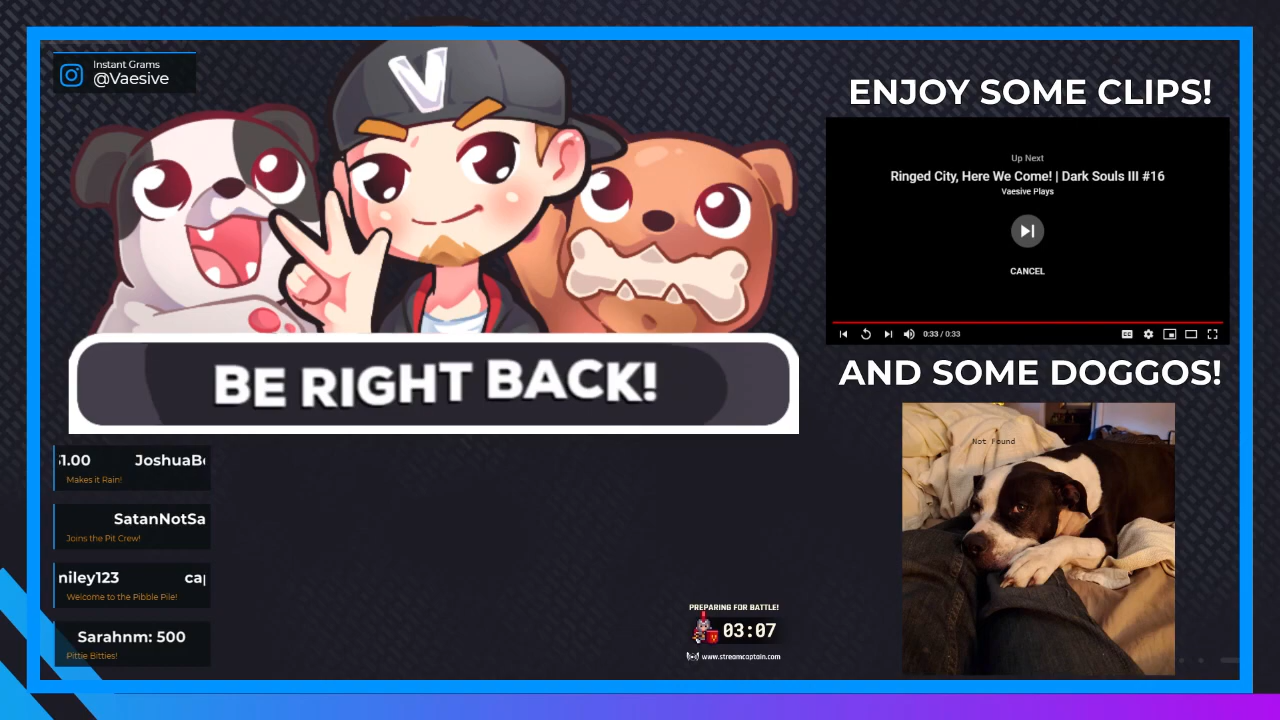 Instant Grams
@Vaesive
V
BE RIGHT BACK!
ENJOY SOME CLIPS!
Up Next
Ringed City, Here We Come! | Dark Souls III #16
Vaesive Plays
CANCEL
0:33 / 0:33
AND SOME DOGGOS!
Not Found
1.00 JoshuaB
Makes it Rain!
SatanNotSa
Joins the Pit Crew!
niley123 ca
Welcome to the Pibble Pile!
Sarahnm: 500
Pittie Bitties!
PREPARING FOR BATTLE!
03:07
www.streamcaptain.com